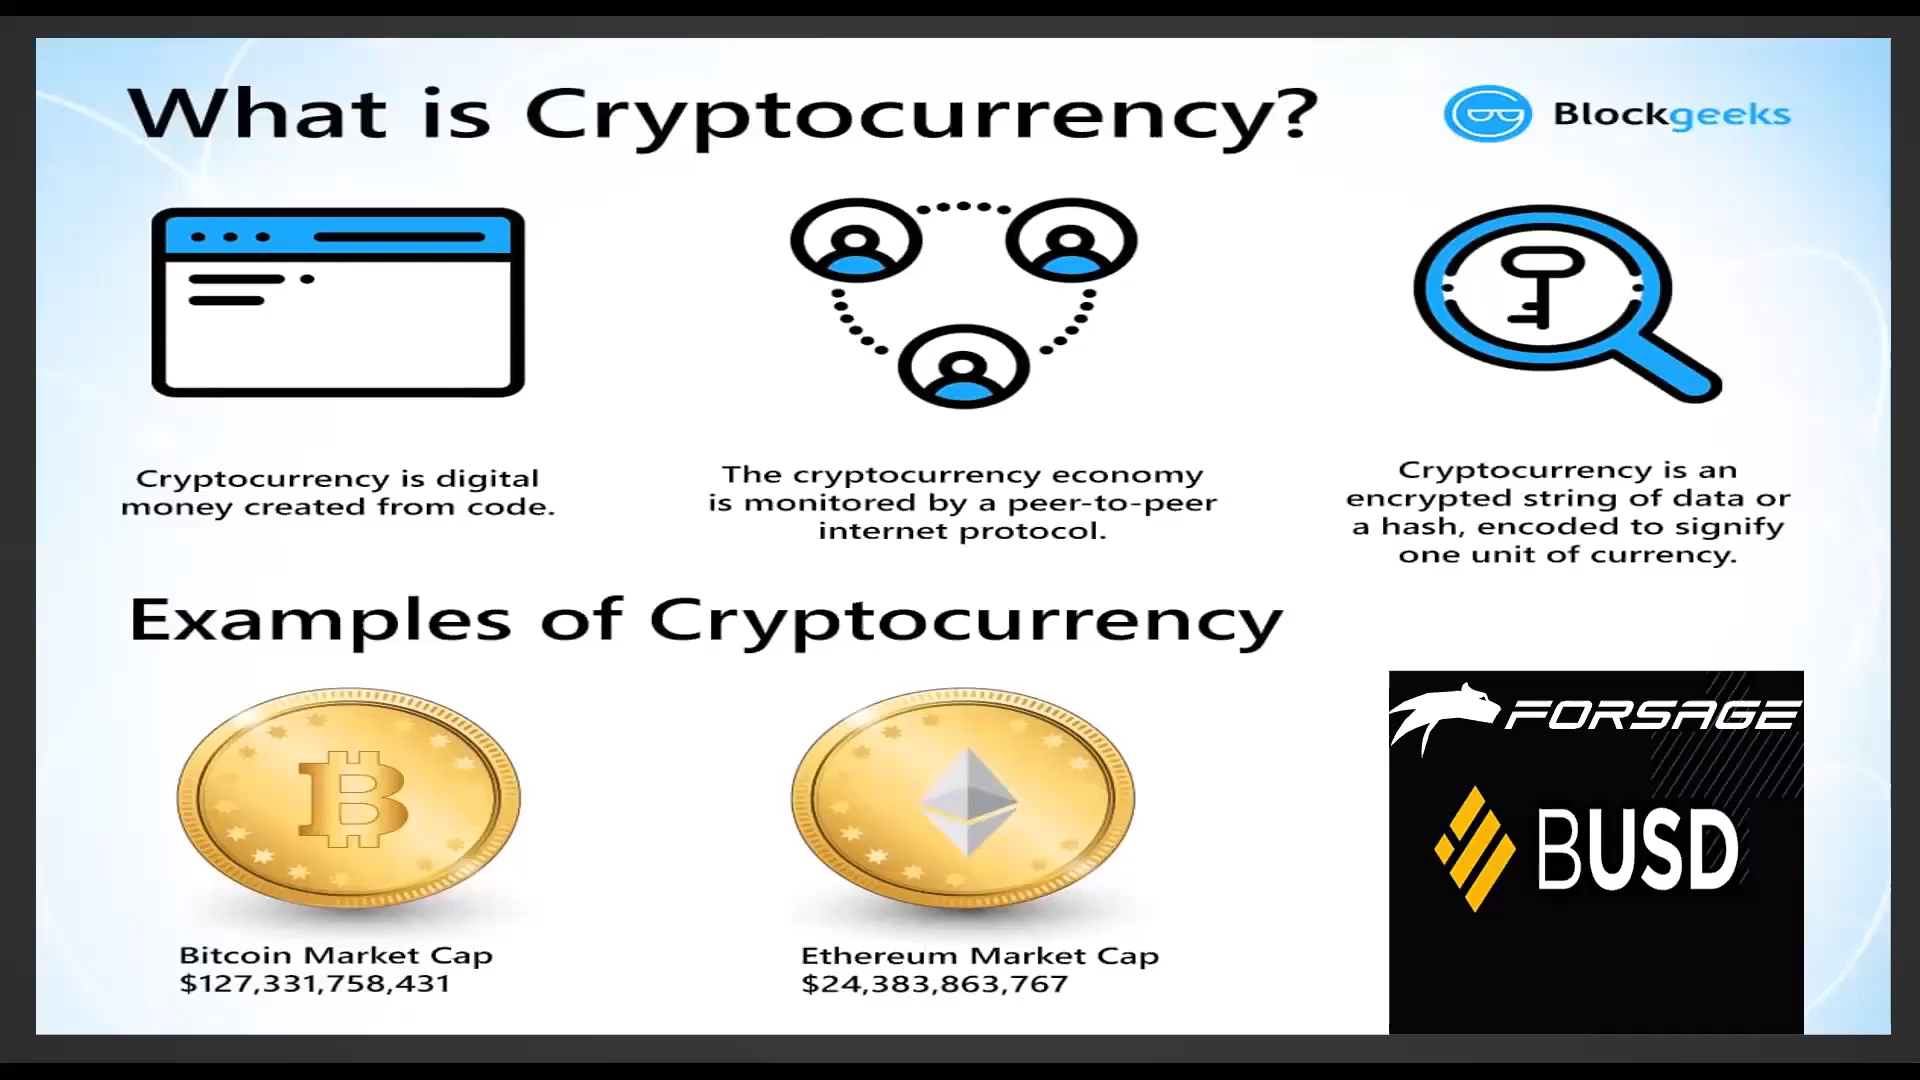 What is Cryptocurrency?
Blockgeeks
Cryptocurrency is digital
money created from code.
The cryptocurrency economy
is monitored by a peer-to-peer
internet protocol.
Cryptocurrency is an
encrypted string of data or
a hash, encoded to signify
one unit of currency.
Examples of Cryptocurrency
FORSAGE
BUSD
Bitcoin Market Cap
$127,331,758,431
Ethereum Market Cap
$24,383,863,767